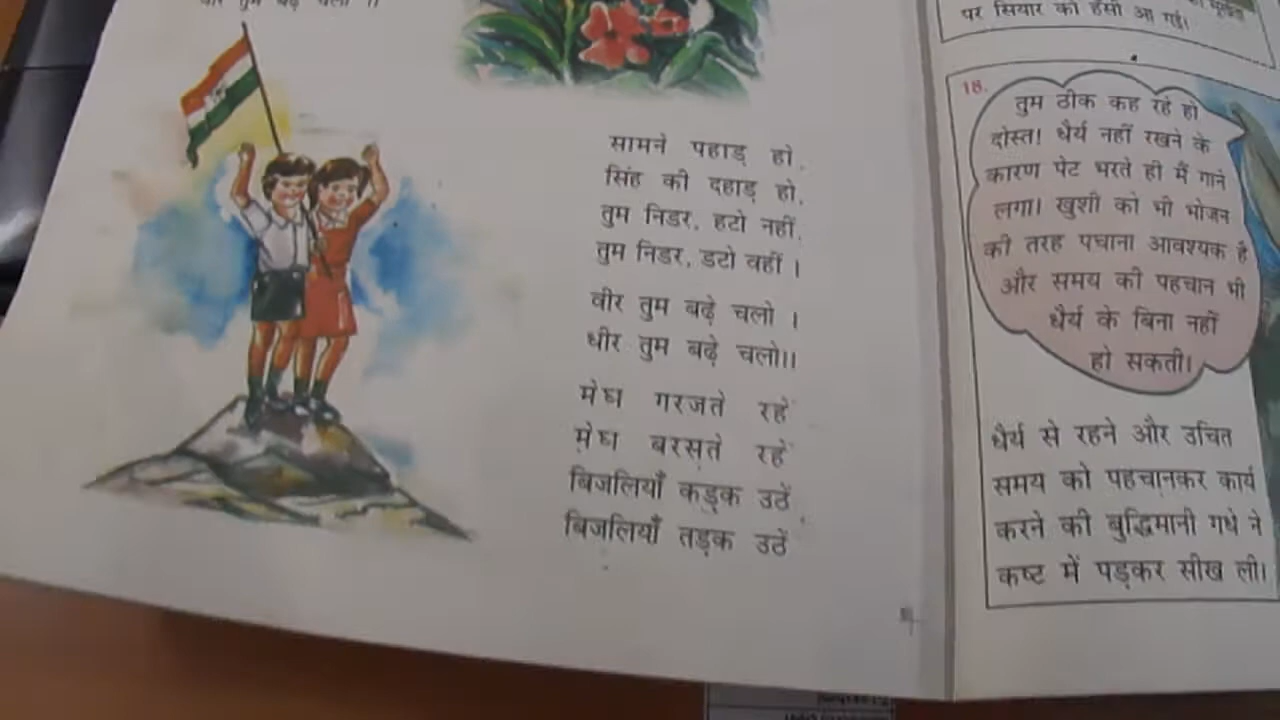 वीर तुम बढ़े चलो ।।
सामने पहाड़ हो,
सिंह की दहाड़ हो,
तुम निडर, हटो नहीं,
तुम निडर, डटो वहीं ।
वीर तुम बढ़े चलो ।
धीर तुम बढ़े चलो।।
मेघ गरजते रहें
मेघ बरसते रहें
बिजलियाँ कड़क उठें
बिजलियाँ तड़क उठें
पर सियार को हँसी आ गई।
18.
तुम ठीक कह रहे हो
दोस्त! धैर्य नहीं रखने के
कारण पेट भरते ही मैं गाने
लगा। खुशी को भी भोजन
की तरह पचाना आवश्यक है
और समय की पहचान भी
धैर्य के बिना नहीं
हो सकती।
धैर्य से रहने और उचित
समय को पहचानकर कार्य
करने की बुद्धिमानी गधे ने
कष्ट में पड़कर सीख ली।